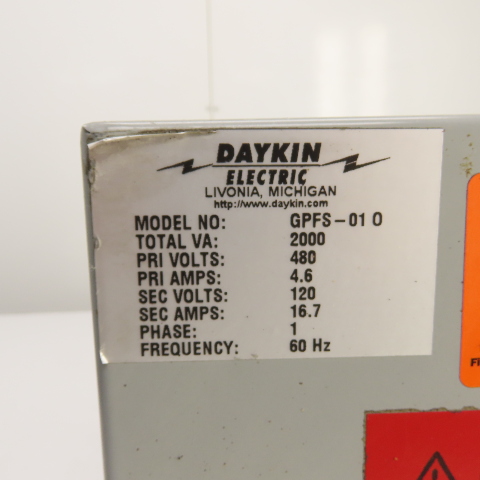 DAYKIN
ELECTRIC
LIVONIA, MICHIGAN
http://www.daykin.com
MODEL NO: GPFS-01 O
TOTAL VA: 2000
PRI VOLTS: 480
PRI AMPS: 4.6
SEC VOLTS: 120
SEC AMPS: 16.7
PHASE: 1
FREQUENCY: 60 Hz